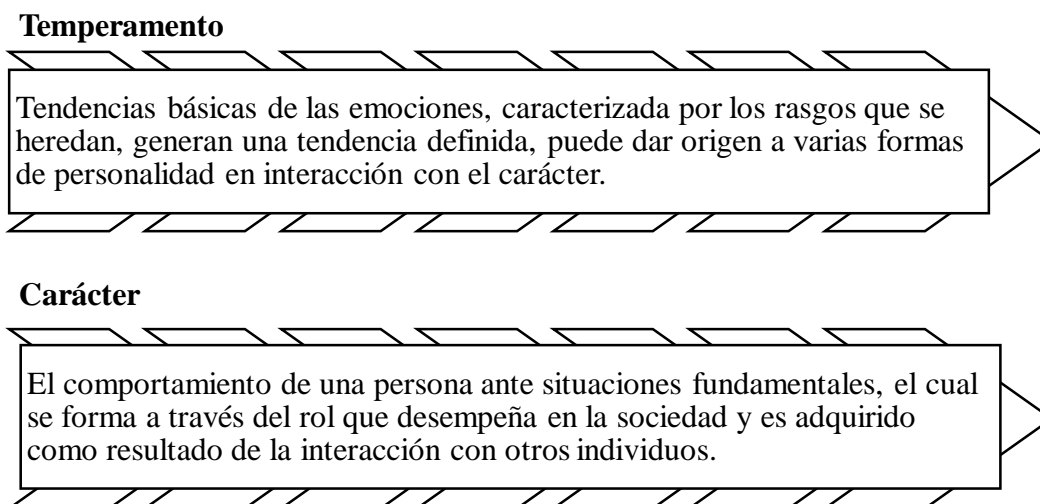 Temperamento
Tendencias básicas de las emociones, caracterizada por los rasgos que se
heredan, generan una tendencia definida, puede dar origen a varias formas
de personalidad en interacción con el carácter.
Carácter
El comportamiento de una persona ante situaciones fundamentales, el cual
se forma a través del rol que desempeña en la sociedad y es adquirido
como resultado de la interacción con otros individuos.